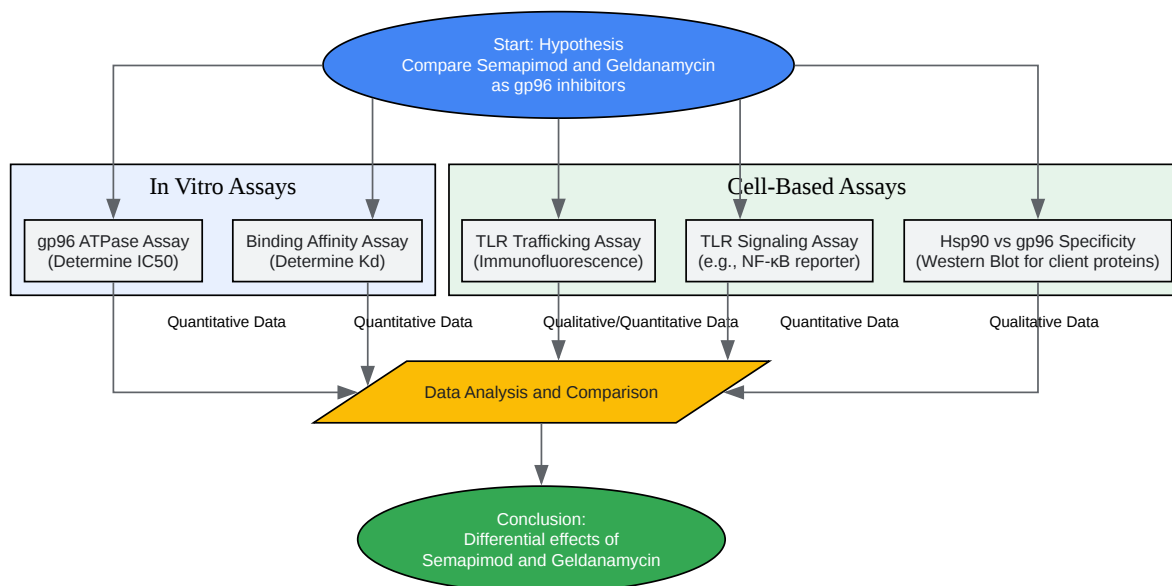 Start: Hypothesis
Compare Semapimod and Geldanamycin
as gp96 inhibitors
In Vitro Assays
Cell-Based Assays
gp96 ATPase Assay
(Determine IC50)
Binding Affinity Assay
(Determine Kd)
TLR Trafficking Assay
(Immunofluorescence)
TLR Signaling Assay
(e.g., NF-κB reporter)
Hsp90 vs gp96 Specificity
(Western Blot for client proteins)
Quantitative Data
Quantitative Data
Qualitative/Quantitative Data
Quantitative Data
Qualitative Data
Data Analysis and Comparison
Conclusion:
Differential effects of
Semapimod and Geldanamycin